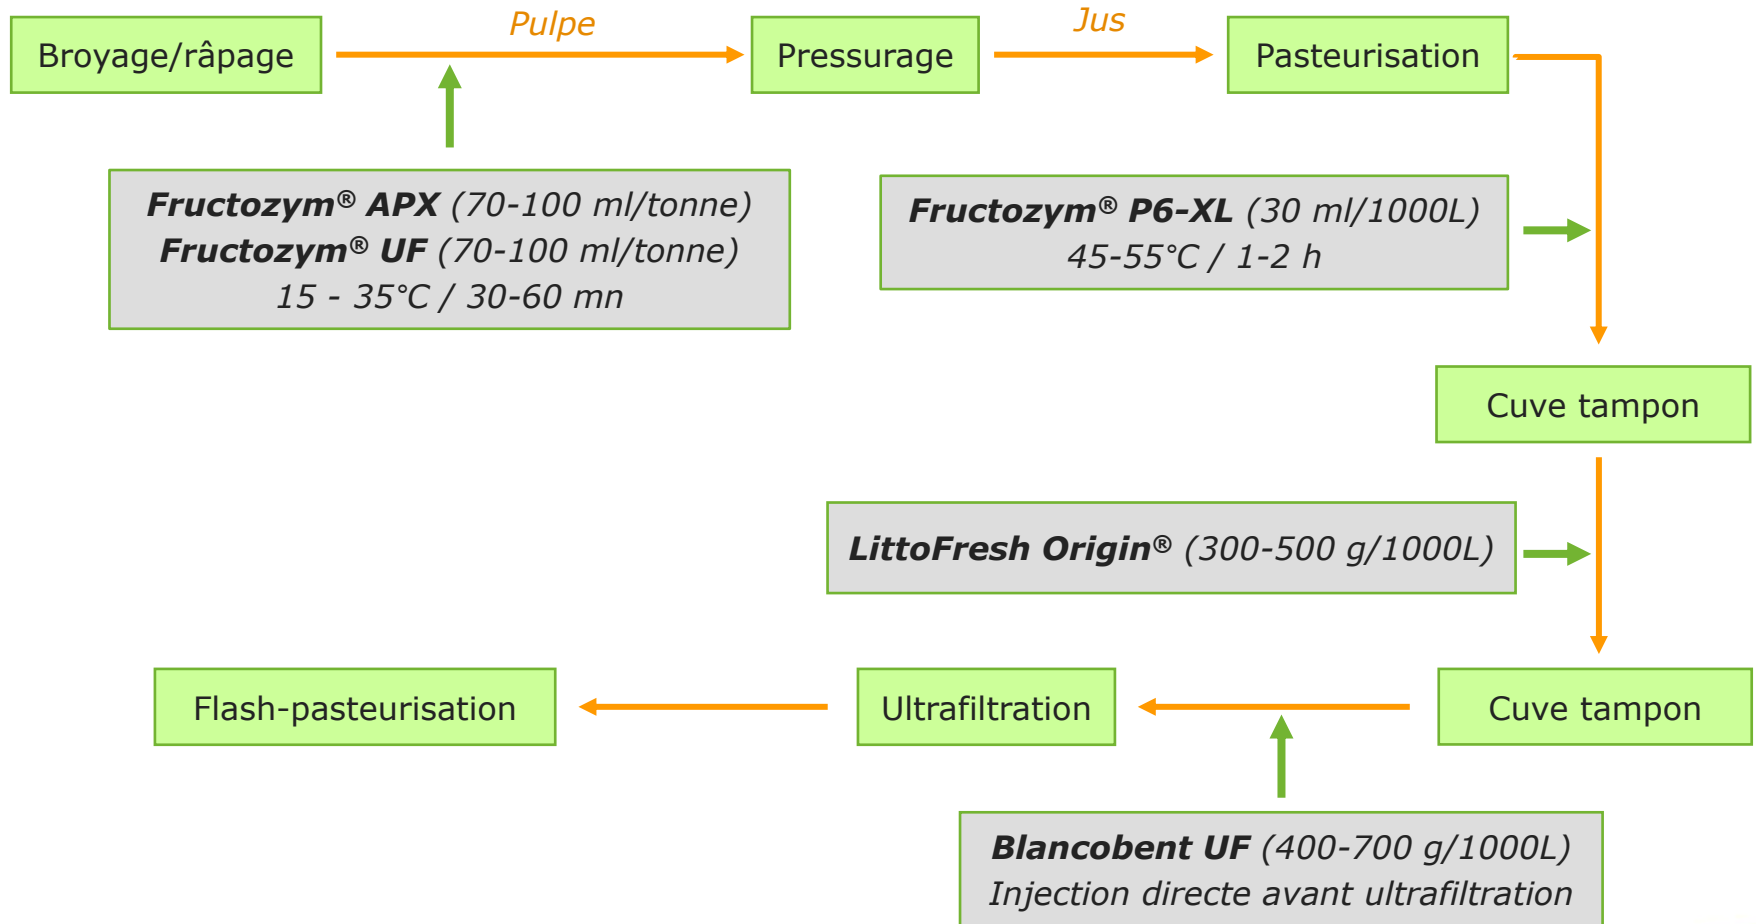 Pulpe
Jus
Broyage/râpage
Pressurage
Pasteurisation
Fructozym® APX (70-100 ml/tonne)
Fructozym® UF (70-100 ml/tonne)
15 - 35°C / 30-60 mn
Fructozym® P6-XL (30 ml/1000L)
45-55°C / 1-2 h
Cuve tampon
LittoFresh Origin® (300-500 g/1000L)
Flash-pasteurisation
Ultrafiltration
Cuve tampon
Blancobent UF (400-700 g/1000L)
Injection directe avant ultrafiltration